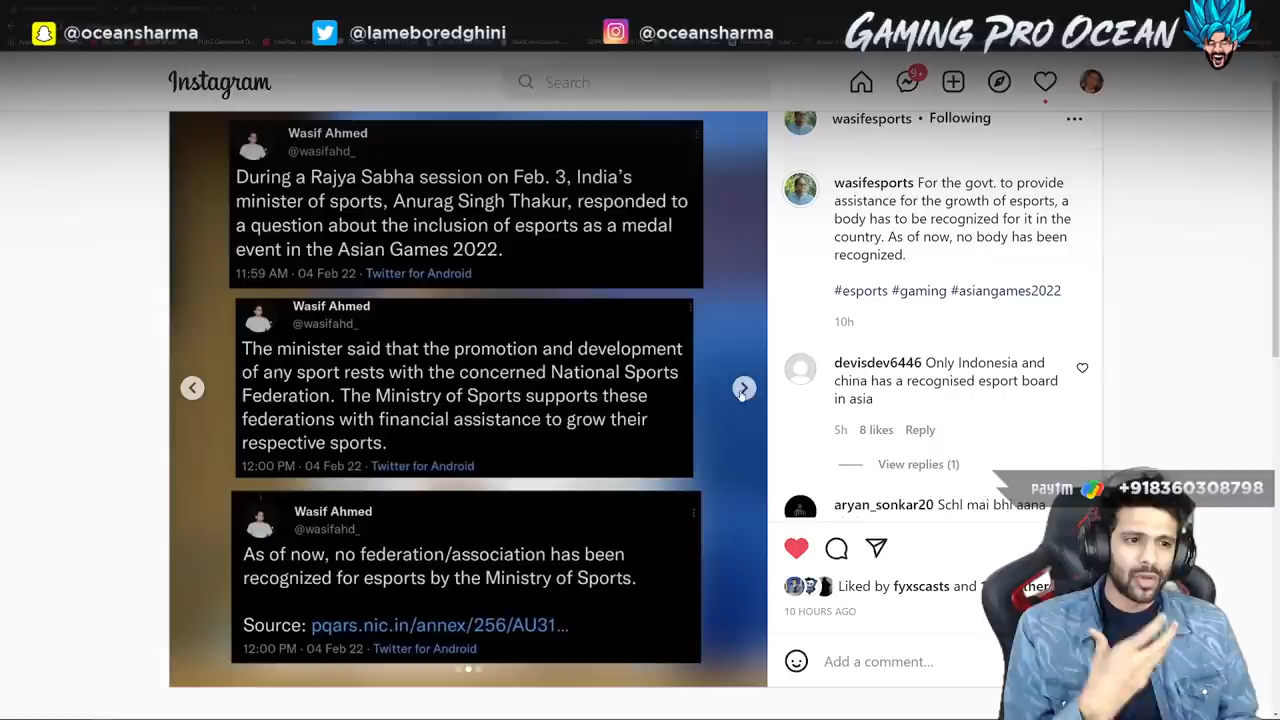 @oceansharma
@lameboredghini
@oceansharma
GAMING PRO OCEAN
Instagram
Search
9+
wasifesports • Following
Wasif Ahmed
@wasifahd_
During a Rajya Sabha session on Feb. 3, India's
minister of sports, Anurag Singh Thakur, responded to
a question about the inclusion of esports as a medal
event in the Asian Games 2022.
11:59 AM · 04 Feb 22 · Twitter for Android
Wasif Ahmed
@wasifahd_
The minister said that the promotion and development
of any sport rests with the concerned National Sports
Federation. The Ministry of Sports supports these
federations with financial assistance to grow their
respective sports.
12:00 PM · 04 Feb 22 · Twitter for Android
Wasif Ahmed
@wasifahd_
As of now, no federation/association has been
recognized for esports by the Ministry of Sports.
Source: pqars.nic.in/annex/256/AU31...
12:00 PM · 04 Feb 22 · Twitter for Android
wasifesports For the govt. to provide
assistance for the growth of esports, a
body has to be recognized for it in the
country. As of now, no body has been
recognized.
#esports #gaming #asiangames2022
10h
devisdev6446 Only Indonesia and
china has a recognised esport board
in asia
5h 8 likes Reply
View replies (1)
paytm +918360308798
aryan_sonkar20 Schl mai bhi aana
Liked by fyxscasts and
10 HOURS AGO
Add a comment...